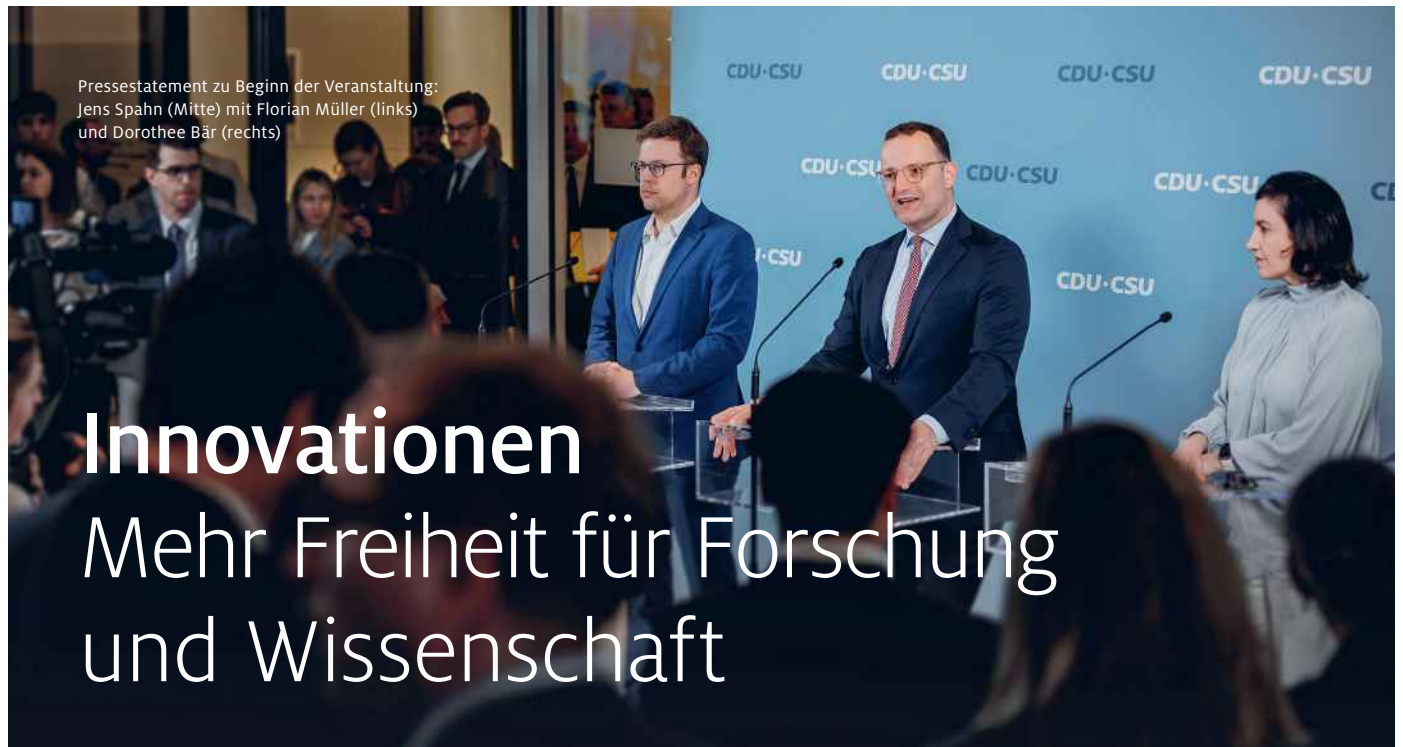 Pressestatement zu Beginn der Veranstaltung:
Jens Spahn (Mitte) mit Florian Müller (links)
und Dorothee Bär (rechts)
CDU·CSU CDU·CSU CDU·CSU CDU·CSU
CDU·CSU CDU·CSU CDU·CSU
CSU CDU·CSU
Innovationen
Mehr Freiheit für Forschung
und Wissenschaft